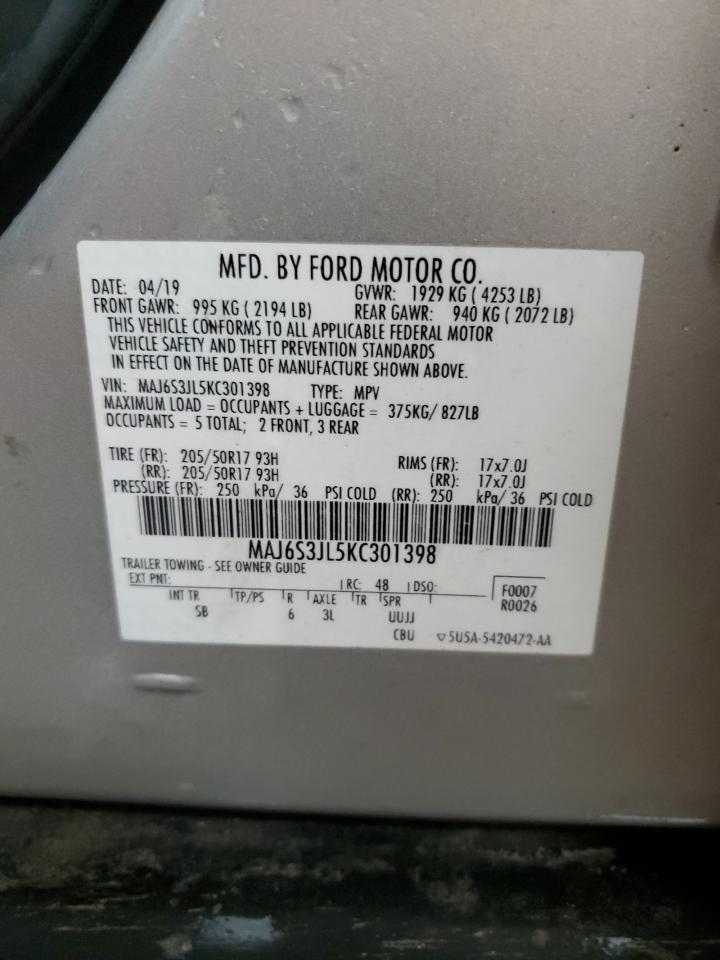 MFD. BY FORD MOTOR CO.
DATE: 04/19 GVWR: 1929 KG ( 4253 LB)
FRONT GAWR: 995 KG ( 2194 LB) REAR GAWR: 940 KG ( 2072 LB)
THIS VEHICLE CONFORMS TO ALL APPLICABLE FEDERAL MOTOR
VEHICLE SAFETY AND THEFT PREVENTION STANDARDS
IN EFFECT ON THE DATE OF MANUFACTURE SHOWN ABOVE.
VIN: MAJ6S3JL5KC301398 TYPE: MPV
MAXIMUM LOAD = OCCUPANTS + LUGGAGE = 375KG/ 827LB
OCCUPANTS = 5 TOTAL; 2 FRONT, 3 REAR
TIRE (FR): 205/50R17 93H RIMS (FR): 17x7.0J
(RR): 205/50R17 93H (RR): 17x7.0J
PRESSURE (FR): 250 kPa/ 36 PSI COLD (RR): 250 kPa/ 36 PSI COLD
MAJ6S3JL5KC301398
TRAILER TOWING - SEE OWNER GUIDE
EXT PNT: RC: 48 DSO: F0007
INT TR TP/PS R AXLE TR SPR R0026
SB 6 3L UUJJ
CBU 5U5A-5420472-AA